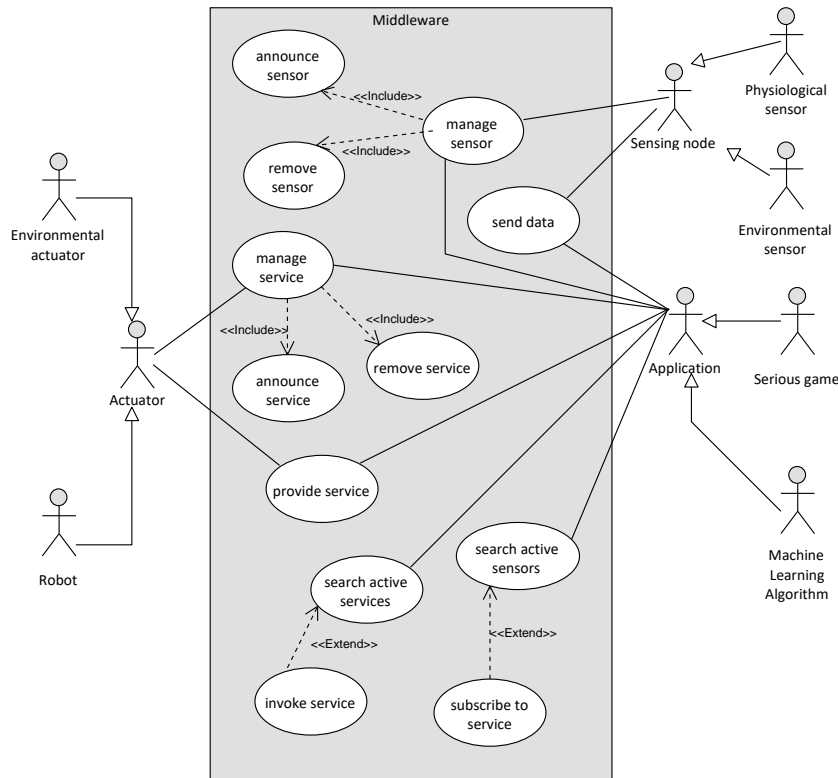 Middleware
announce
sensor
<<Include>>
manage
sensor
<<Include>>
remove
sensor
send data
Sensing node
Physiological
sensor
Environmental
sensor
Environmental
actuator
manage
service
<<Include>>
<<Include>>
announce
service
remove service
Actuator
Application
Serious game
provide service
Robot
search active
services
search active
sensors
<<Extend>>
<<Extend>>
invoke service
subscribe to
service
Machine
Learning
Algorithm